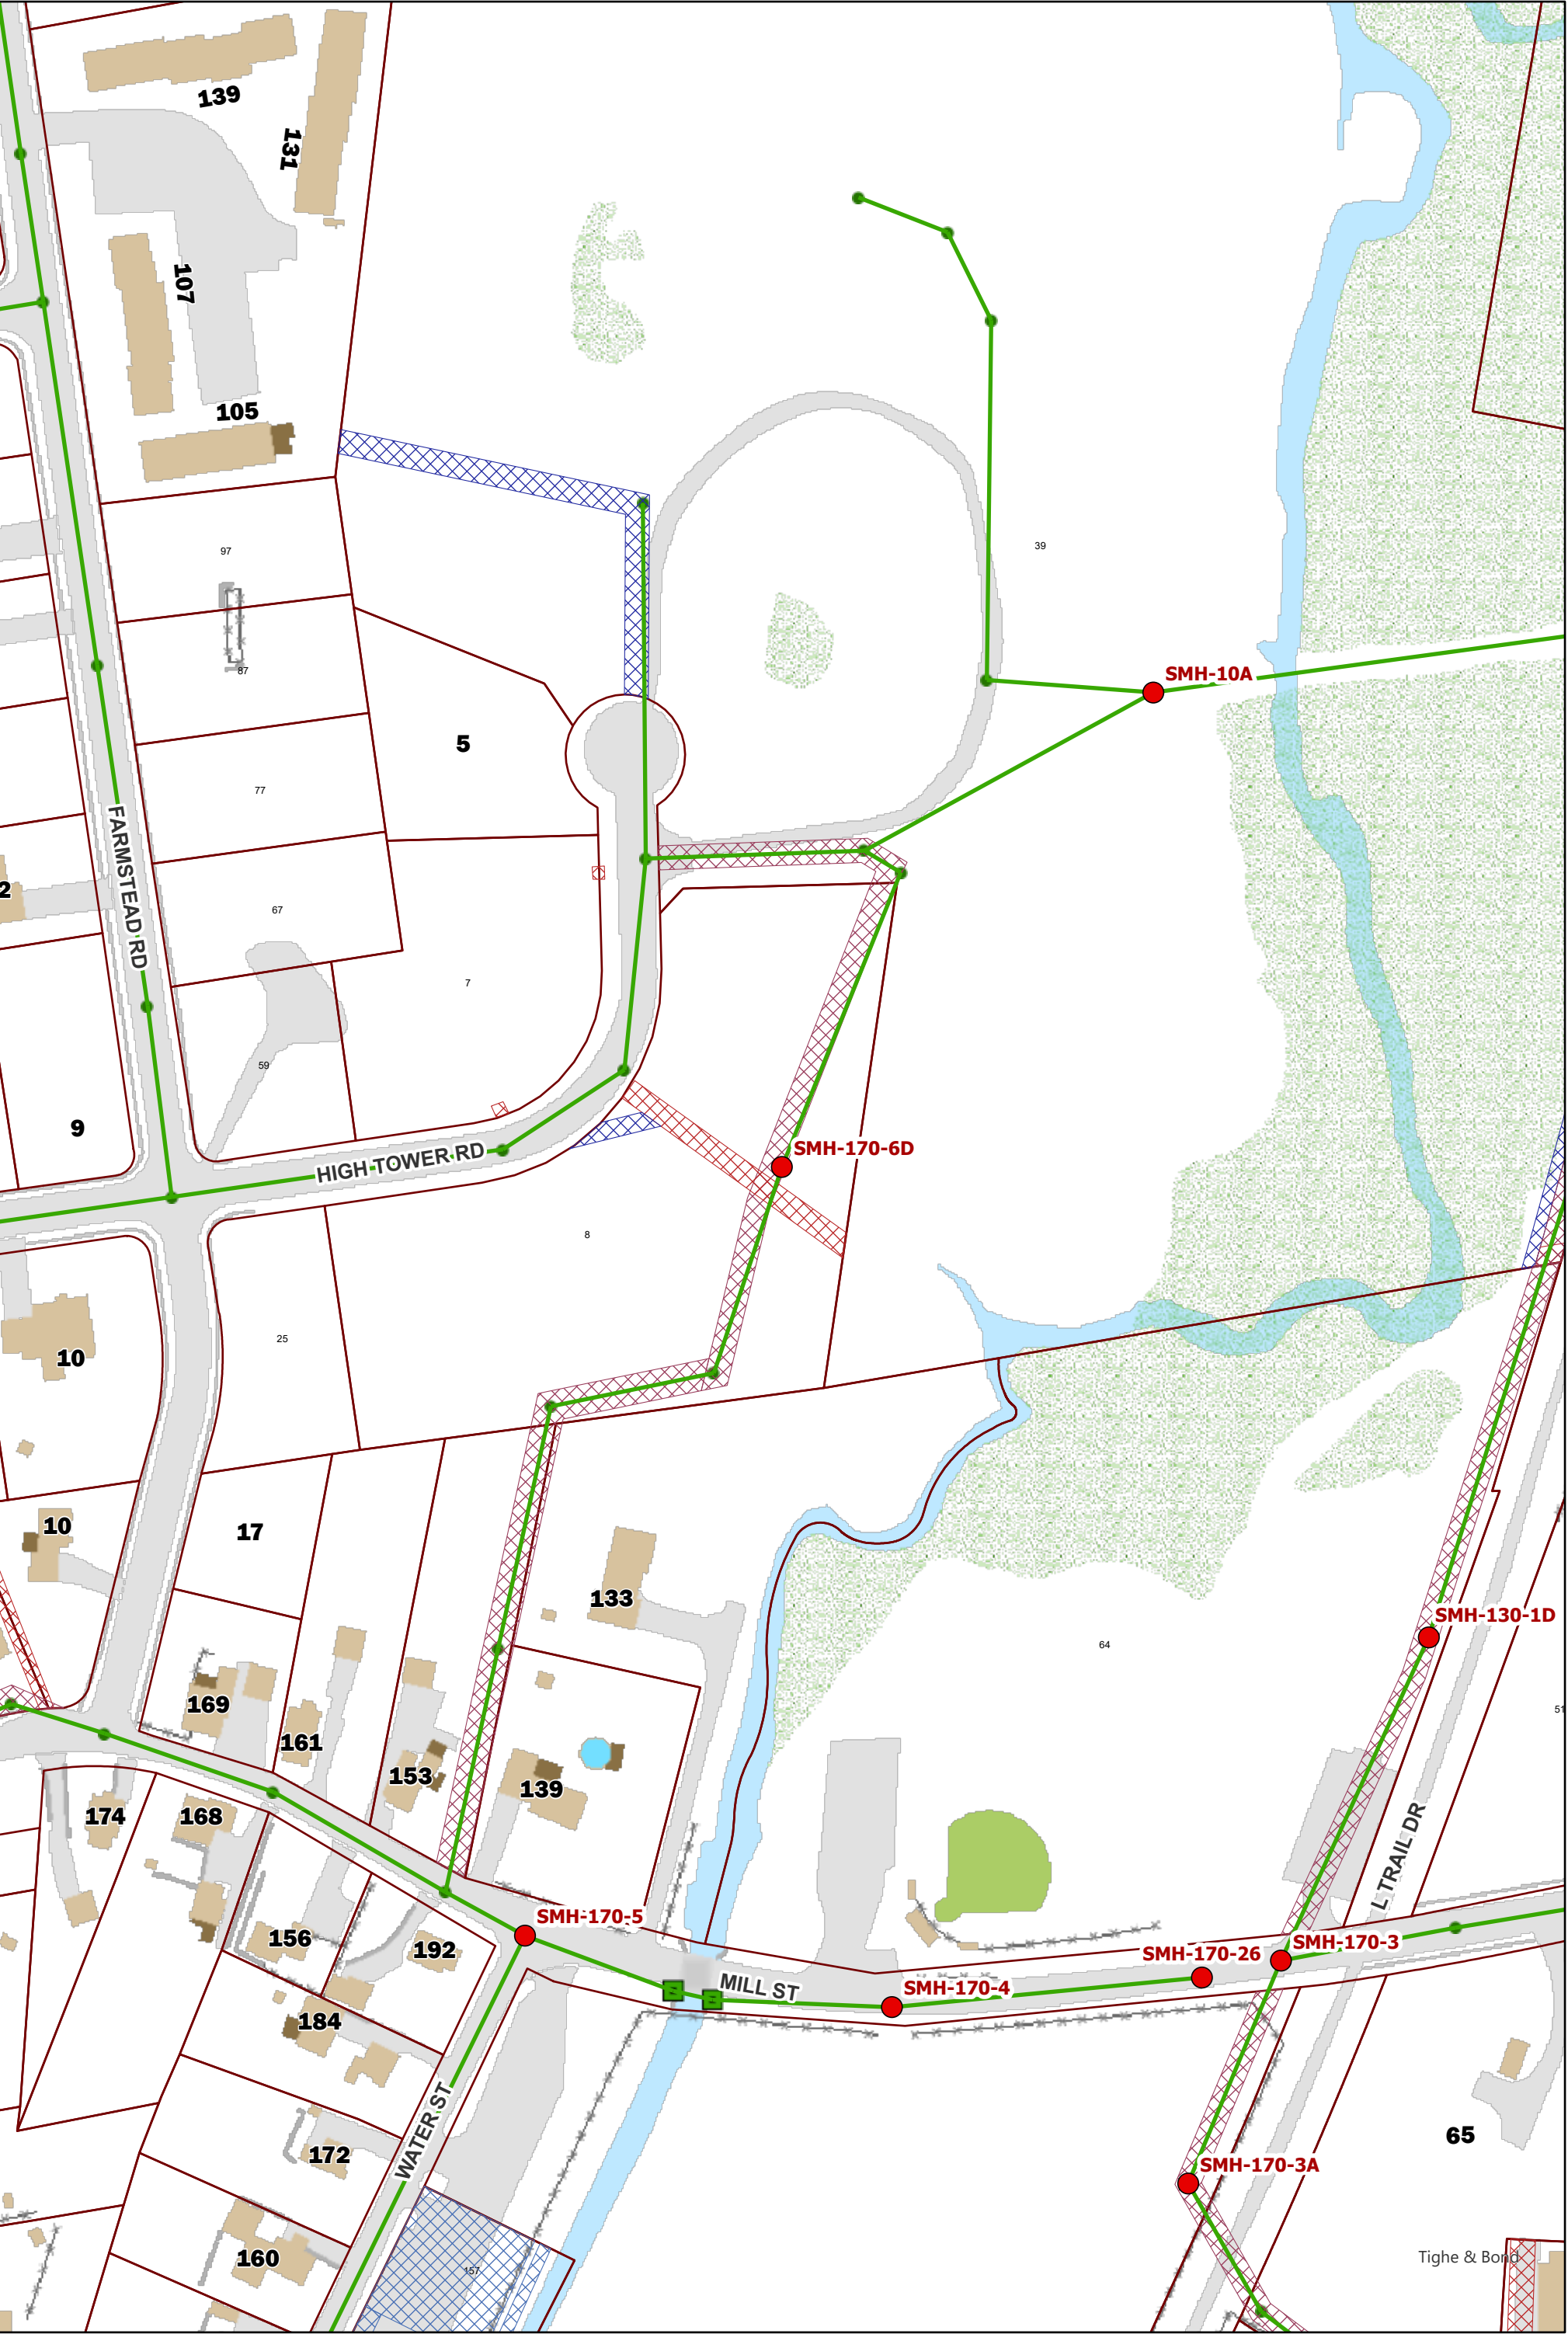 139
131
107
105
97
39
87
SMH-10A
5
77
FARMSTEAD RD
2
67
7
59
9
SMH-170-6D
HIGH TOWER RD
8
25
10
10
17
133
SMH-130-1D
64
169
51
161
153
139
174
168
L TRAIL DR
SMH-170-5
156
192
SMH-170-3
SMH-170-26
MILL ST
SMH-170-4
184
WATER ST
65
172
SMH-170-3A
160
Tighe & Bond
157